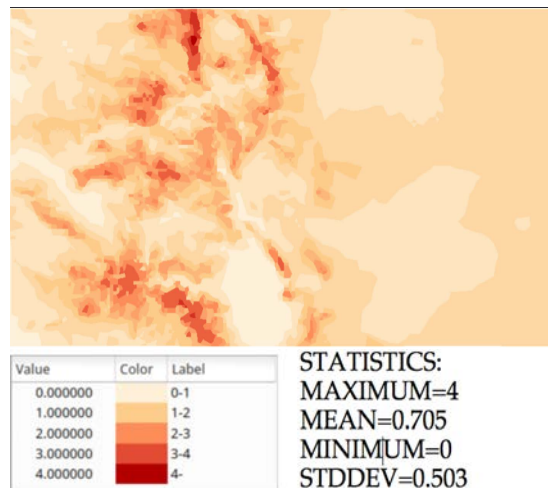 Value Color Label
0.000000 0-1
1.000000 1-2
2.000000 2-3
3.000000 3-4
4.000000 4-
STATISTICS:
MAXIMUM=4
MEAN=0.705
MINIMUM=0
STDDEV=0.503